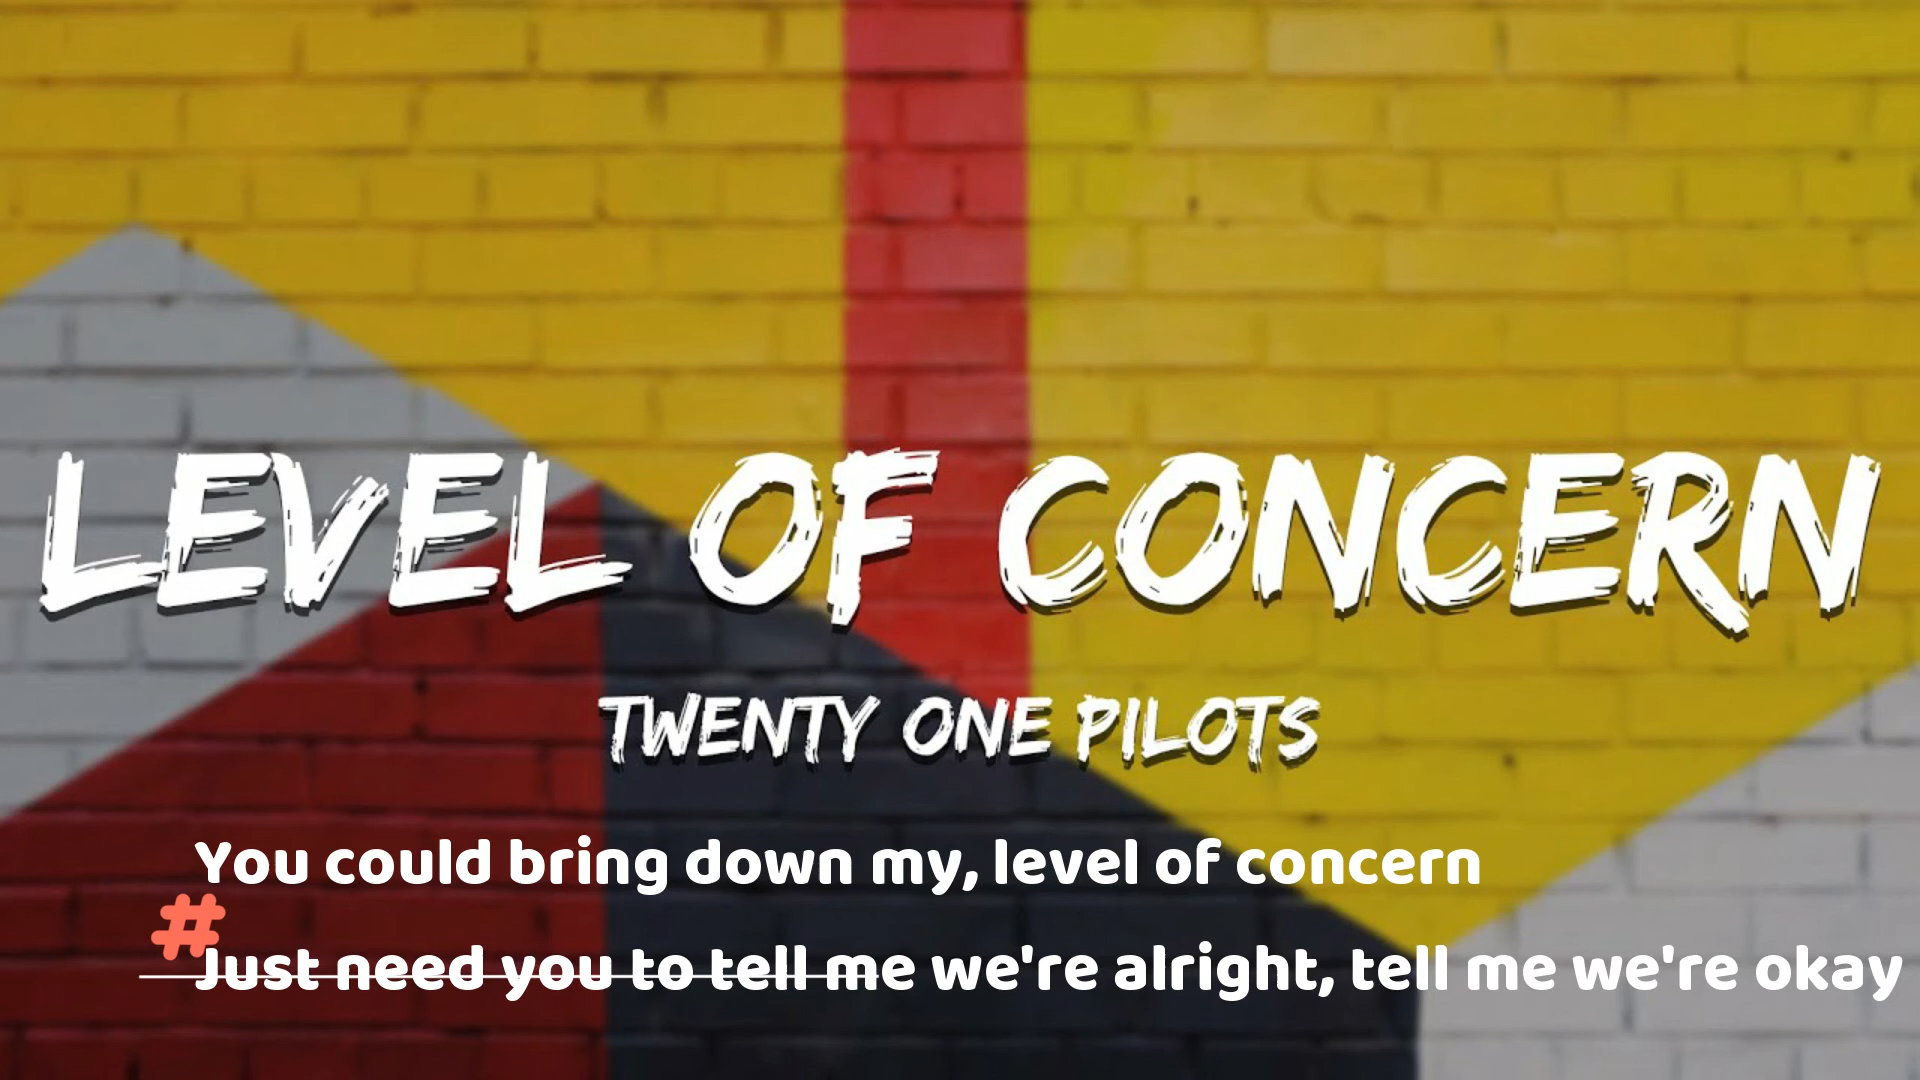 LEVEL OF CONCERN
TWENTY ONE PILOTS
You could bring down my, level of concern
#
Just need you to tell me we're alright, tell me we're okay